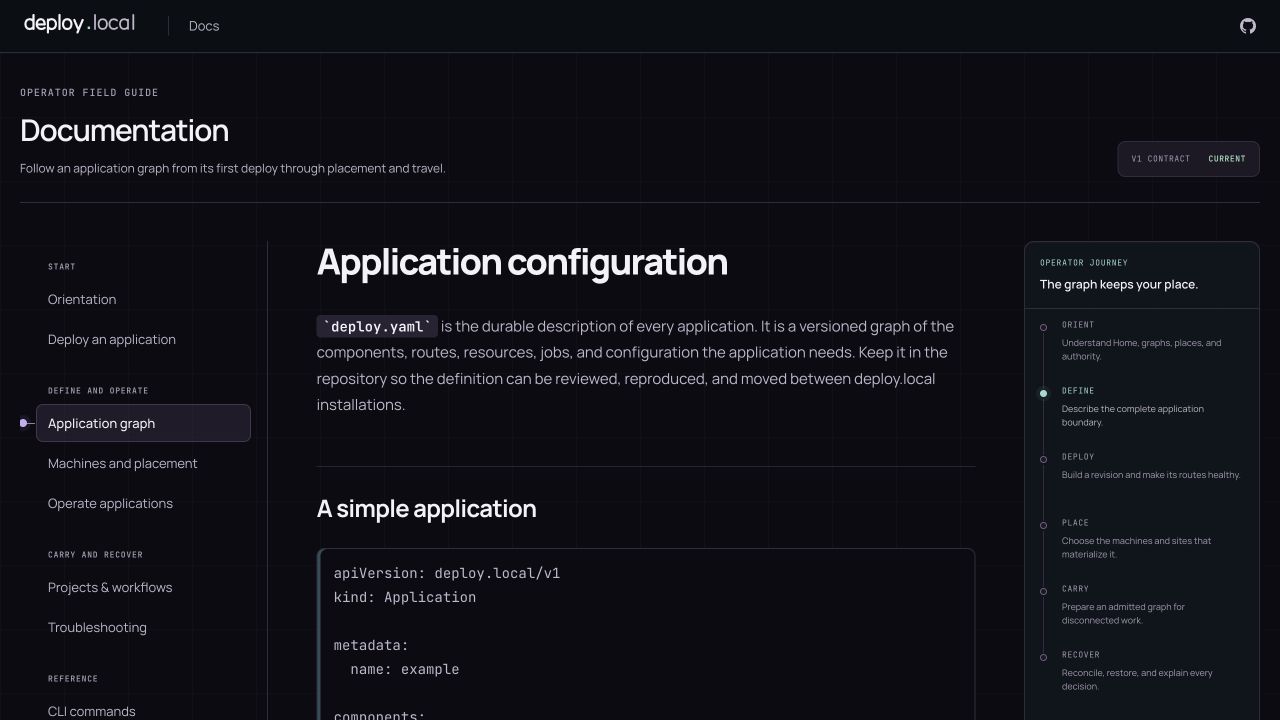 deploy.local
Docs
OPERATOR FIELD GUIDE
Documentation
Follow an application graph from its first deploy through placement and travel.
V1 CONTRACT CURRENT
START
Orientation
Deploy an application
DEFINE AND OPERATE
Application graph
Machines and placement
Operate applications
CARRY AND RECOVER
Projects & workflows
Troubleshooting
REFERENCE
CLI commands
Application configuration
`deploy.yaml` is the durable description of every application. It is a versioned graph of the
components, routes, resources, jobs, and configuration the application needs. Keep it in the
repository so the definition can be reviewed, reproduced, and moved between deploy.local
installations.
A simple application
apiVersion: deploy.local/v1
kind: Application
metadata:
  name: example
components:
OPERATOR JOURNEY
The graph keeps your place.
ORIENT
Understand Home, graphs, places, and
authority.
DEFINE
Describe the complete application
boundary.
DEPLOY
Build a revision and make its routes healthy.
PLACE
Choose the machines and sites that
materialize it.
CARRY
Prepare an admitted graph for
disconnected work.
RECOVER
Reconcile, restore, and explain every
decision.